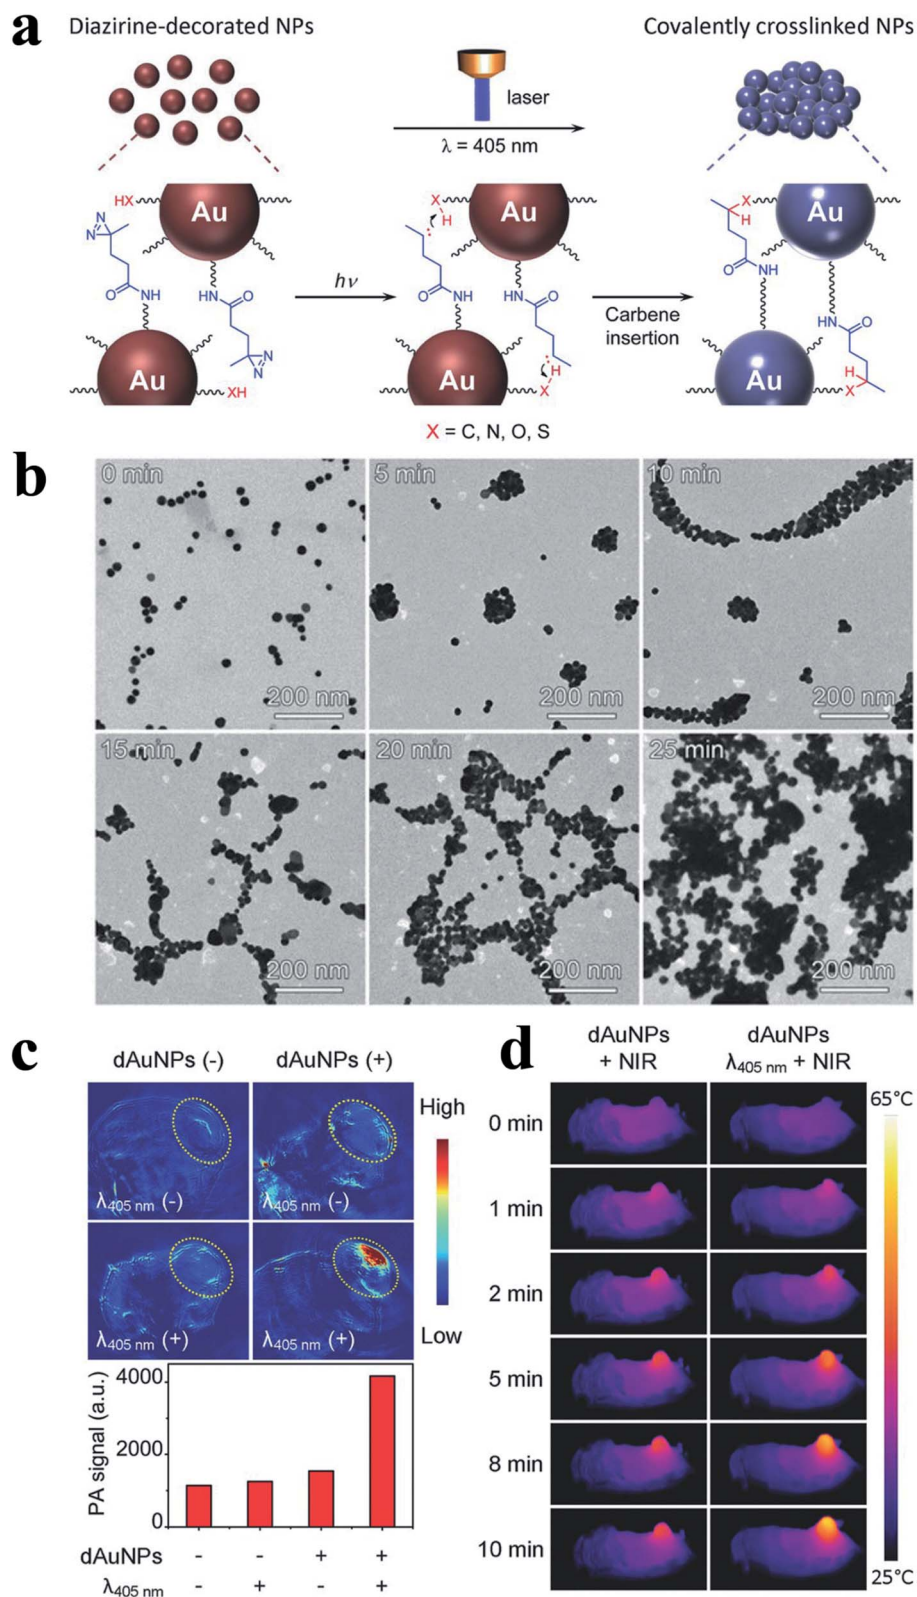 a
Diazirine-decorated NPs
Covalently crosslinked NPs
laser
λ = 405 nm
Au
Au
Au
HX
N
N
O
NH
HN
O
N
N
Au
XH
hν
X
H
O
NH
HN
O
H
Au
X
Carbene
insertion
X
H
O
NH
HN
O
H
Au
X
X = C, N, O, S
b
0 min
5 min
10 min
200 nm
200 nm
200 nm
15 min
20 min
25 min
200 nm
200 nm
200 nm
c
dAuNPs (-)
dAuNPs (+)
λ405 nm (-)
λ405 nm (-)
λ405 nm (+)
λ405 nm (+)
High
Low
PA signal (a.u.)
4000
2000
0
dAuNPs - - + +
λ405 nm - + - +
d
dAuNPs
+ NIR
dAuNPs
λ405 nm + NIR
0 min
1 min
2 min
5 min
8 min
10 min
65°C
25°C